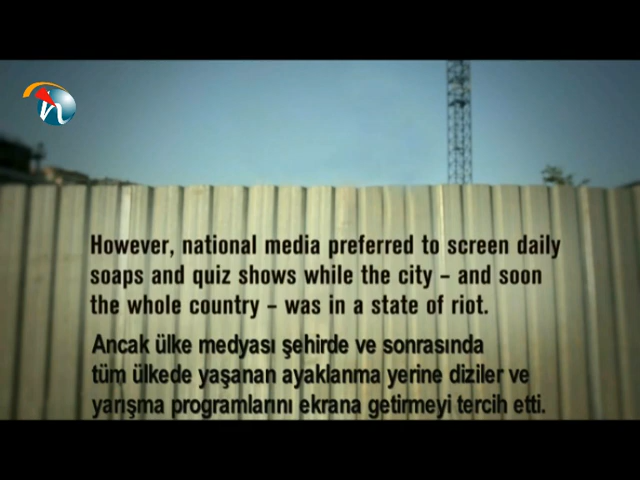 n
However, national media preferred to screen daily
soaps and quiz shows while the city – and soon
the whole country – was in a state of riot.
Ancak ülke medyası şehirde ve sonrasında
tüm ülkede yaşanan ayaklanma yerine diziler ve
yarışma programlarını ekrana getirmeyi tercih etti.